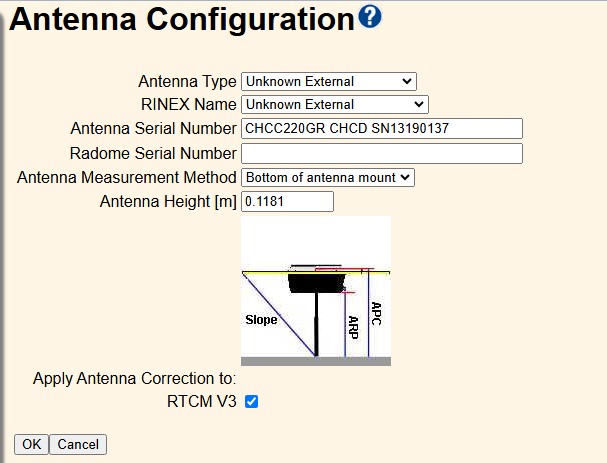 Antenna Configuration?
Antenna Type Unknown External
RINEX Name Unknown External
Antenna Serial Number CHCC220GR CHCD SN13190137
Radome Serial Number
Antenna Measurement Method Bottom of antenna mount
Antenna Height [m] 0.1181
Slope
ARP
APC
Apply Antenna Correction to:
RTCM V3
OK Cancel